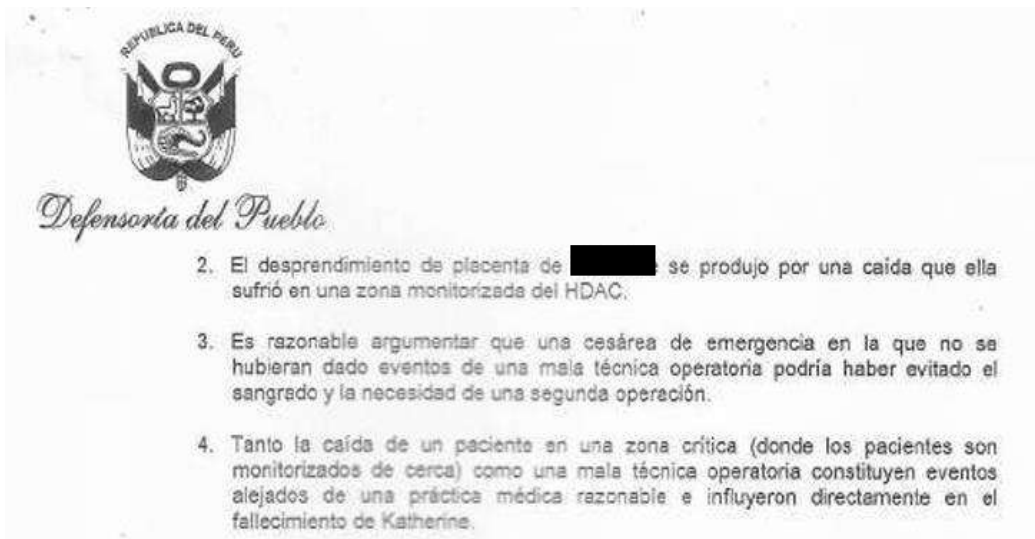 REPUBLICA DEL PERU
Defensoría del Pueblo
2. El desprendimiento de placenta de se produjo por una caída que ella
sufrió en una zona monitorizada del HDAC.
3. Es razonable argumentar que una cesárea de emergencia en la que no se
hubieran dado eventos de una mala técnica operatoria podría haber evitado el
sangrado y la necesidad de una segunda operación.
4. Tanto la caída de un paciente en una zona crítica (donde los pacientes son
monitorizados de cerca) como una mala técnica operatoria constituyen eventos
alejados de una práctica médica razonable e influyeron directamente en el
fallecimiento de Katherine.